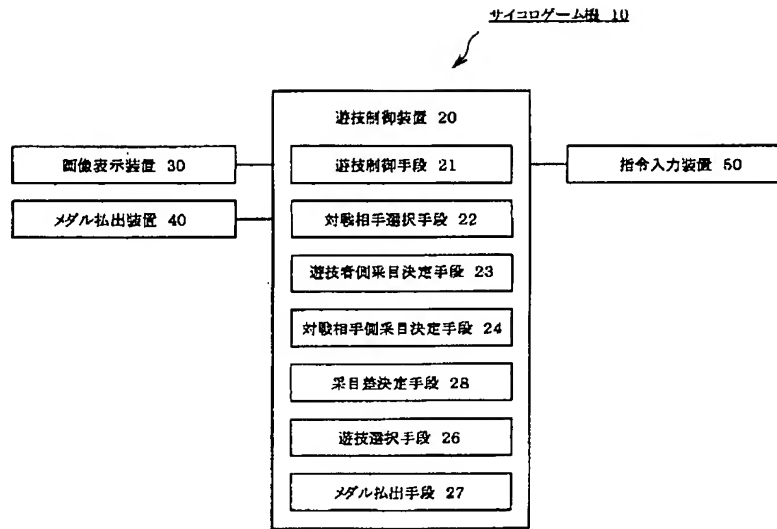 サイコロゲーム機 10
遊技制御装置 20
画像表示装置 30
遊技制御手段 21
指令入力装置 50
メダル払出装置 40
対戦相手選択手段 22
遊技者側采目決定手段 23
対戦相手側采目決定手段 24
采目差決定手段 28
遊技選択手段 26
メダル払出手段 27